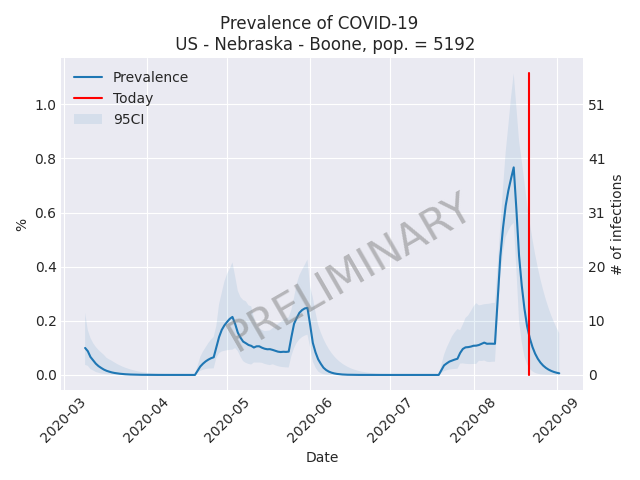 Prevalence of COVID-19
US - Nebraska - Boone, pop. = 5192
Prevalence
Today
95CI
PRELIMINARY
%
1.0
0.8
0.6
0.4
0.2
0.0
51
41
31
20
10
0
# of infections
2020-03
2020-04
2020-05
2020-06
2020-07
2020-08
2020-09
Date